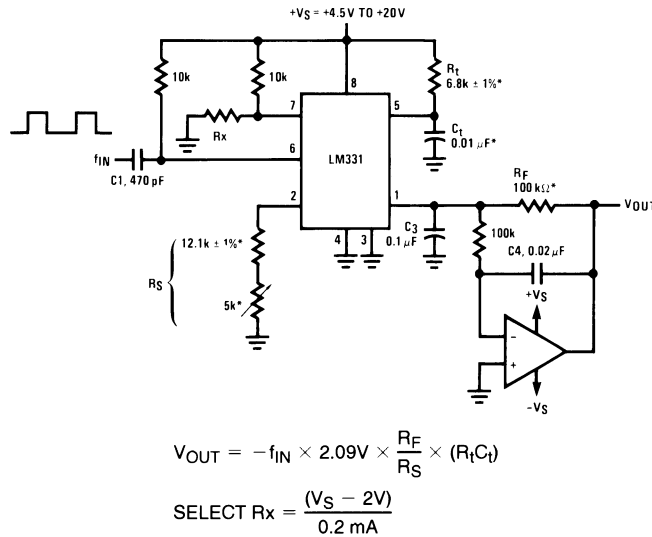 +VS = +4.5V TO +20V
10k
10k
Rt
6.8k ± 1%*
8
7
5
Rx
Ct
0.01 μF*
fIN
6
LM331
C1, 470 pF
RF
100 kΩ*
2
1
VOUT
C3
0.1 μF
100k
12.1k ± 1%*
4
3
C4, 0.02 μF
RS
+VS
5k*
−
+
−VS
VOUT = −fIN × 2.09V × RF/RS × (RtCt)
SELECT Rx = (VS − 2V)/0.2 mA